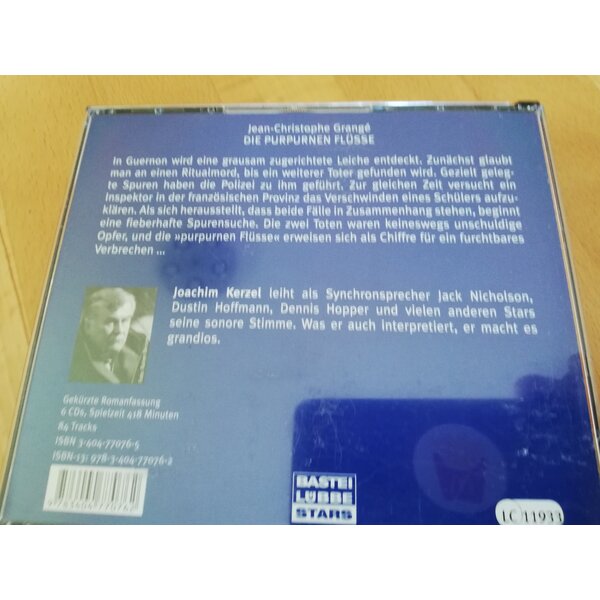 Jean-Christophe Grangé
DIE PURPURNEN FLÜSSE
In Guernon wird eine grausam zugerichtete Leiche entdeckt. Zunächst glaubt
man an einen Ritualmord, bis ein weiterer Toter gefunden wird. Gezielt geleg-
te Spuren haben die Polizei zu ihm geführt. Zur gleichen Zeit versucht ein
Inspektor in der französischen Provinz das Verschwinden eines Schülers aufzu-
klären. Als sich herausstellt, dass beide Fälle in Zusammenhang stehen, beginnt
eine fieberhafte Spurensuche. Die zwei Toten waren keineswegs unschuldige
Opfer, und die »purpurnen Flüsse« erweisen sich als Chiffre für ein furchtbares
Verbrechen ...
Joachim Kerzel leiht als Synchronsprecher Jack Nicholson,
Dustin Hoffmann, Dennis Hopper und vielen anderen Stars
seine sonore Stimme. Was er auch interpretiert, er macht es
grandios.
Gekürzte Romanfassung
6 CDs, Spielzeit 418 Minuten
84 Tracks
ISBN 3-404-77076-5
ISBN-13: 978-3-404-77076-2
9783404770762
BASTEI
LÜBBE
STARS
LC 11933